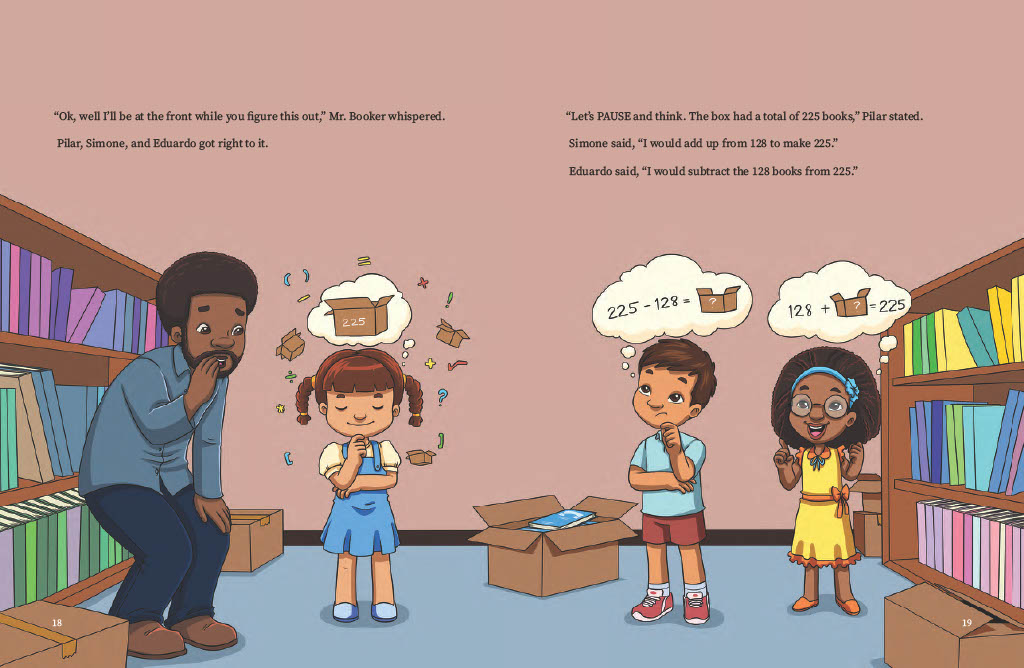 “Ok, well I’ll be at the front while you figure this out,” Mr. Booker whispered.
Pilar, Simone, and Eduardo got right to it.
225
18
“Let’s PAUSE and think. The box had a total of 225 books,” Pilar stated.
Simone said, “I would add up from 128 to make 225.”
Eduardo said, “I would subtract the 128 books from 225.”
225 - 128 = ?
128 + ? = 225
19